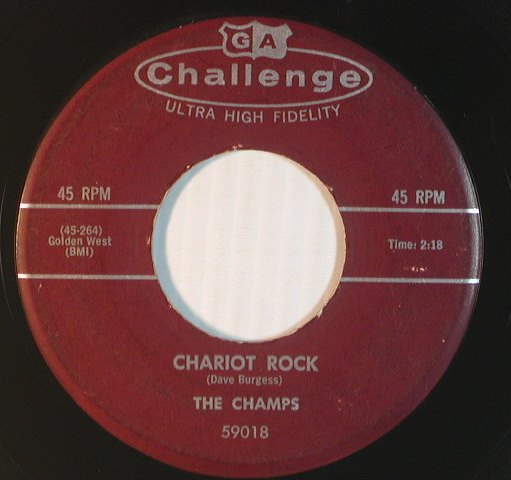 GA
Challenge
ULTRA HIGH FIDELITY
45 RPM
45 RPM
(45-264)
Golden West
(BMI)
Time: 2:18
CHARIOT ROCK
(Dave Burgess)
THE CHAMPS
59018